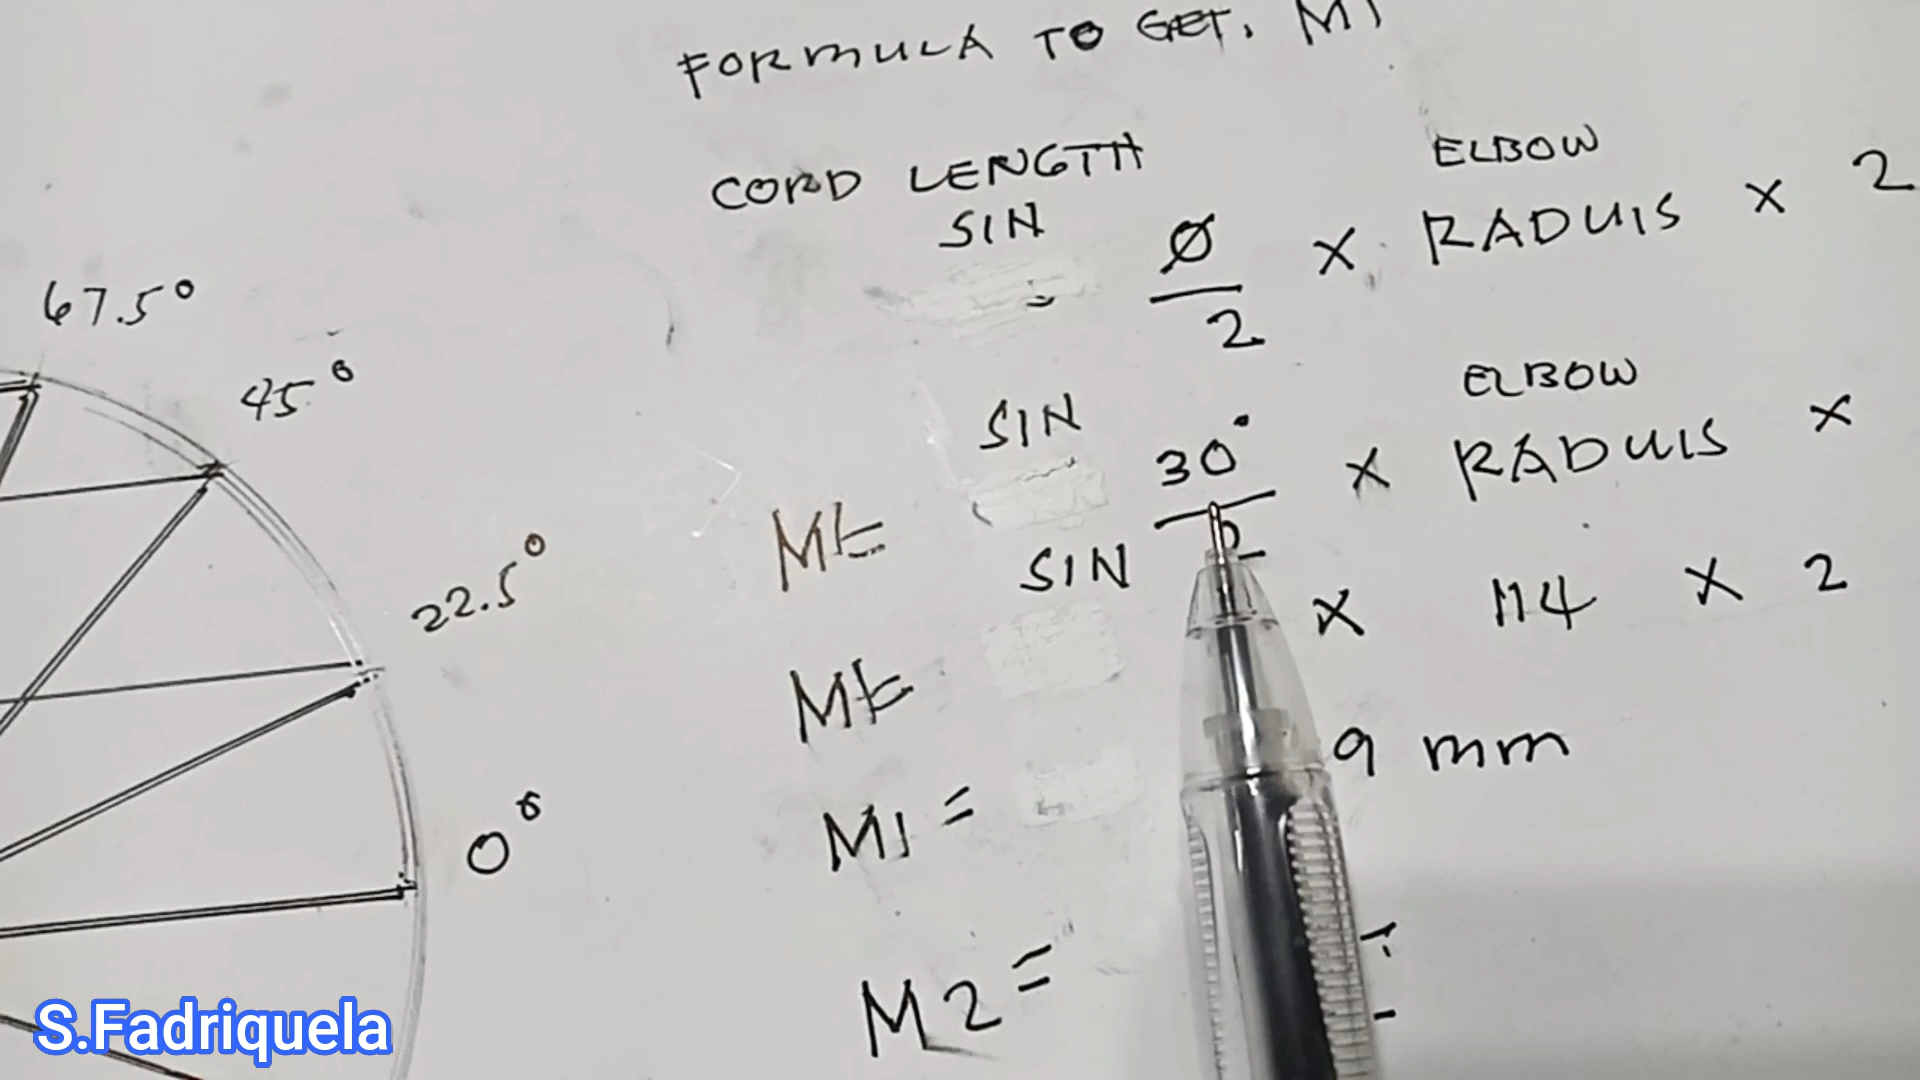 FORMULA TO GET, M1
CORD LENGTH
SIN Ø/2 X ELBOW RADUIS X 2
M1= SIN 30°/2 X ELBOW RADUIS X
M1= SIN X 114 X 2
M1= 9 mm
M2=
67.5°
45°
22.5°
0°
S.Fadriquela